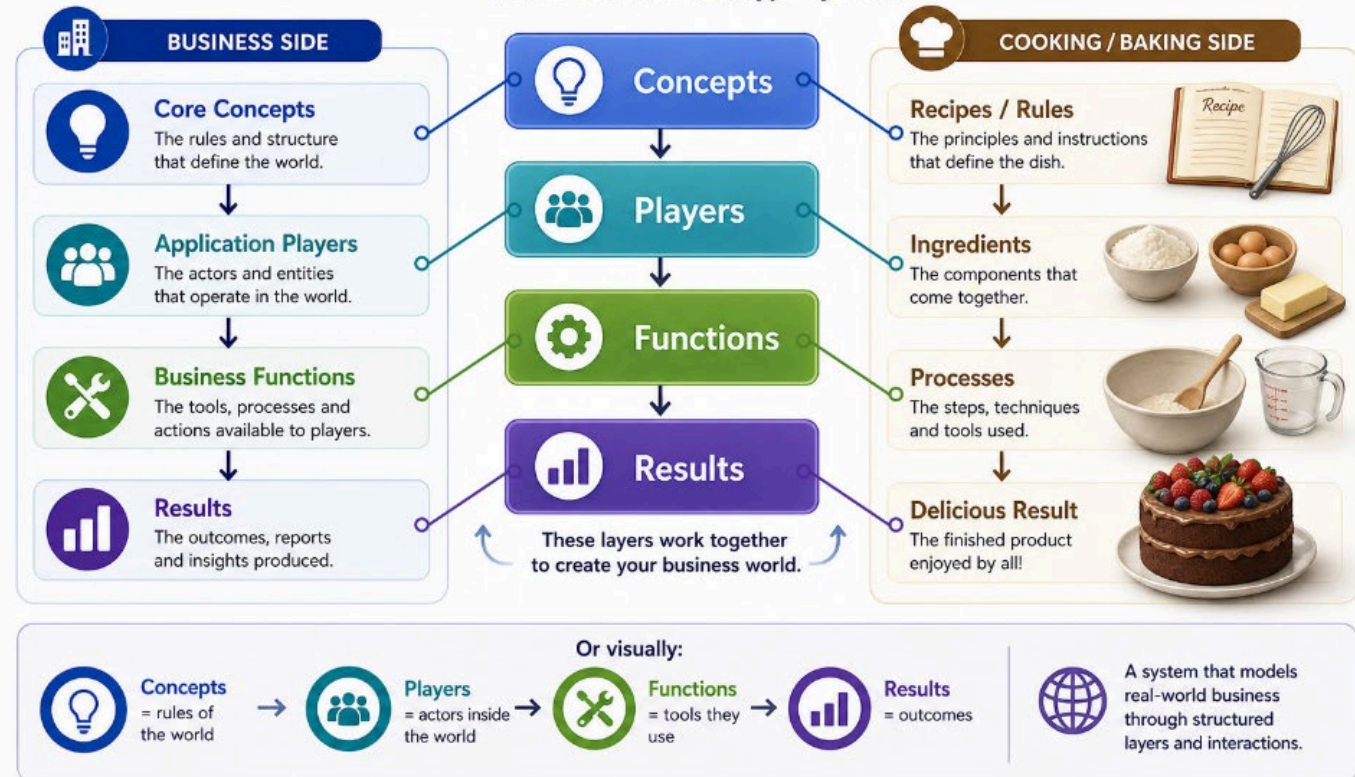 BUSINESS SIDE
Core Concepts
The rules and structure
that define the world.
Application Players
The actors and entities
that operate in the world.
Business Functions
The tools, processes and
actions available to players.
Results
The outcomes, reports
and insights produced.
Concepts
Players
Functions
Results
These layers work together
to create your business world.
COOKING / BAKING SIDE
Recipes / Rules
The principles and instructions
that define the dish.
Recipe
Ingredients
The components that
come together.
Processes
The steps, techniques
and tools used.
Delicious Result
The finished product
enjoyed by all!
Or visually:
Concepts
= rules of
the world
Players
= actors inside
the world
Functions
= tools they
use
Results
= outcomes
A system that models
real-world business
through structured
layers and interactions.